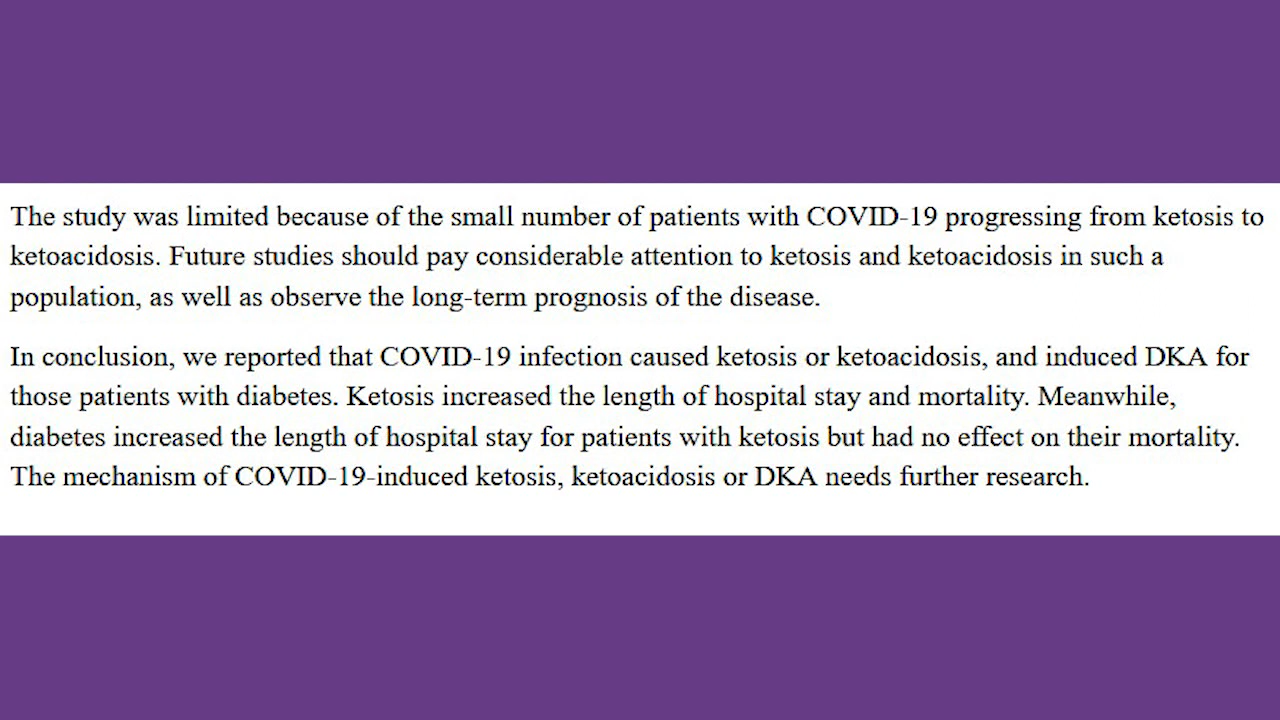 The study was limited because of the small number of patients with COVID-19 progressing from ketosis to
ketoacidosis. Future studies should pay considerable attention to ketosis and ketoacidosis in such a
population, as well as observe the long-term prognosis of the disease.
In conclusion, we reported that COVID-19 infection caused ketosis or ketoacidosis, and induced DKA for
those patients with diabetes. Ketosis increased the length of hospital stay and mortality. Meanwhile,
diabetes increased the length of hospital stay for patients with ketosis but had no effect on their mortality.
The mechanism of COVID-19-induced ketosis, ketoacidosis or DKA needs further research.